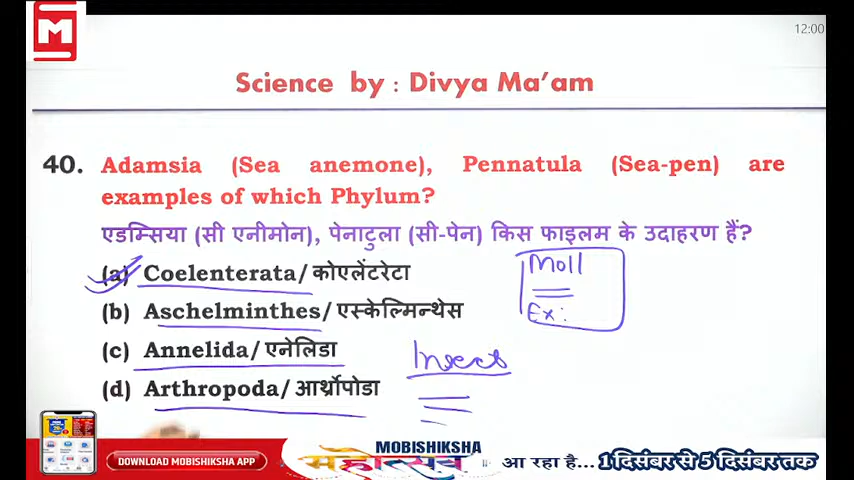 M
12:00
Science by : Divya Ma'am
40. Adamsia (Sea anemone), Pennatula (Sea-pen) are
examples of which Phylum?
एडम्सिया (सी एनीमोन), पेनाटुला (सी-पेन) किस फाइलम के उदाहरण हैं?
(a) Coelenterata/कोएलेंटरेटा
(b) Aschelminthes/एस्केल्मिन्थेस
(c) Annelida/एनेलिडा
(d) Arthropoda/आर्थ्रोपोडा
Moll
Ex:
Insects
DOWNLOAD MOBISHIKSHA APP
MOBISHIKSHA
महोत्सव
आ रहा है... 1 दिसंबर से 5 दिसंबर तक